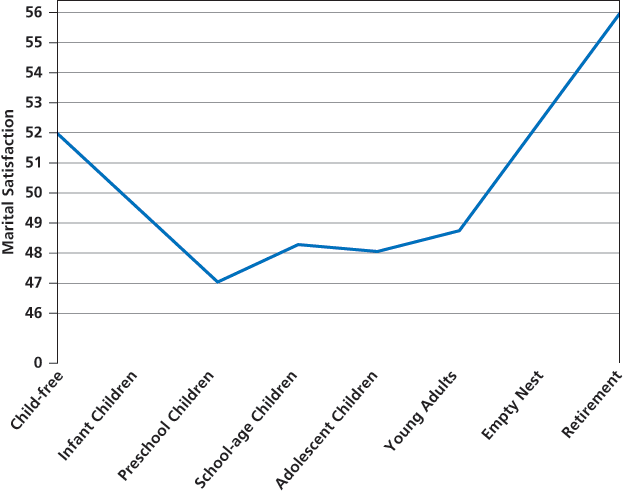 56
55
54
53
52
51
50
49
48
47
46
0
Marital Satisfaction
Child-free
Infant Children
Preschool Children
School-age Children
Adolescent Children
Young Adults
Empty Nest
Retirement